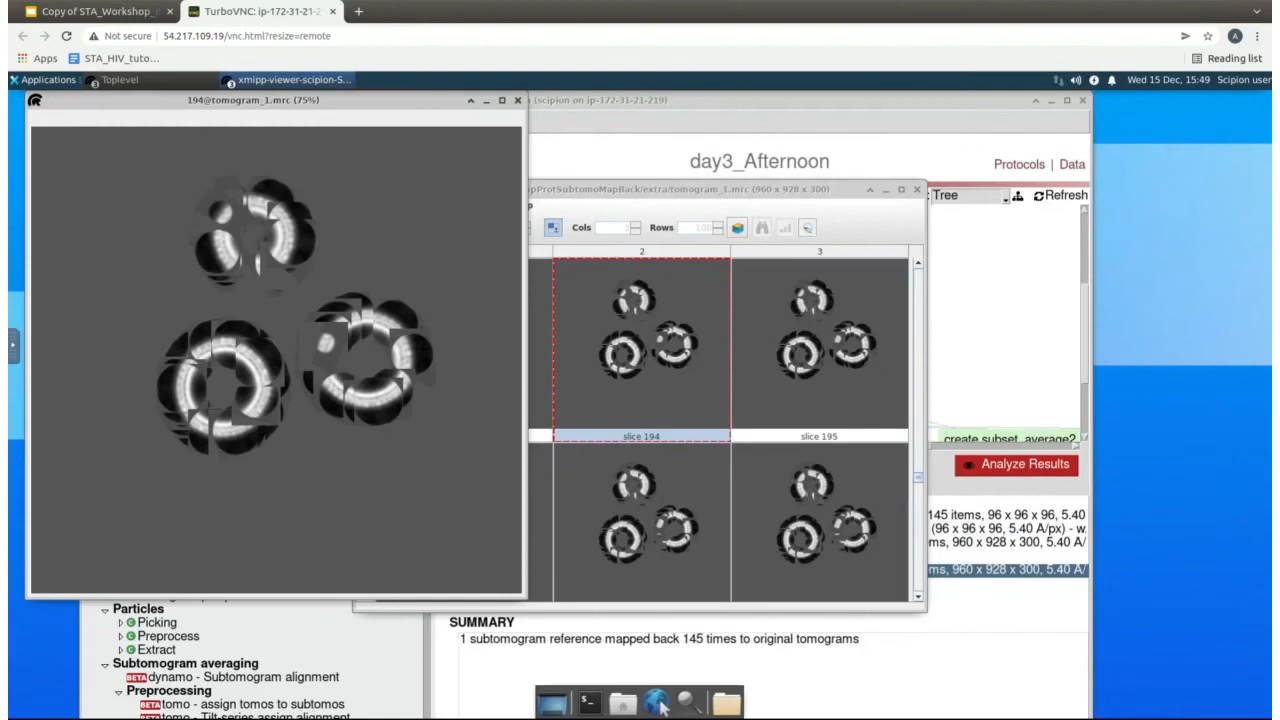 Copy of STA_Workshop_
TurboVNC: ip-172-31-21-2
Not secure | 54.217.109.19/vnc.html?resize=remote
Apps
STA_HIV_tuto...
Reading list
Applications
Toplevel
xmipp-viewer-scipion-S...
Wed 15 Dec, 15:49
Scipion user
194@tomogram_1.mrc (75%)
(scipion on ip-172-31-21-219)
day3_Afternoon
Protocols | Data
pProtSubtomoMapBack/extra/tomogram_1.mrc (960 x 928 x 300)
Tree
Refresh
Cols
Rows
100
2
3
slice 194
slice 195
create subset_average2
Analyze Results
145 items, 96 x 96 x 96, 5.40
(96 x 96 x 96, 5.40 A/px) - w.
ms, 960 x 928 x 300, 5.40 A/
ms, 960 x 928 x 300, 5.40 A/
Particles
Picking
Preprocess
Extract
Subtomogram averaging
BETA dynamo - Subtomogram alignment
Preprocessing
BETA tomo - assign tomos to subtomos
BETA tomo - Tilt-series assign alignment
SUMMARY
1 subtomogram reference mapped back 145 times to original tomograms